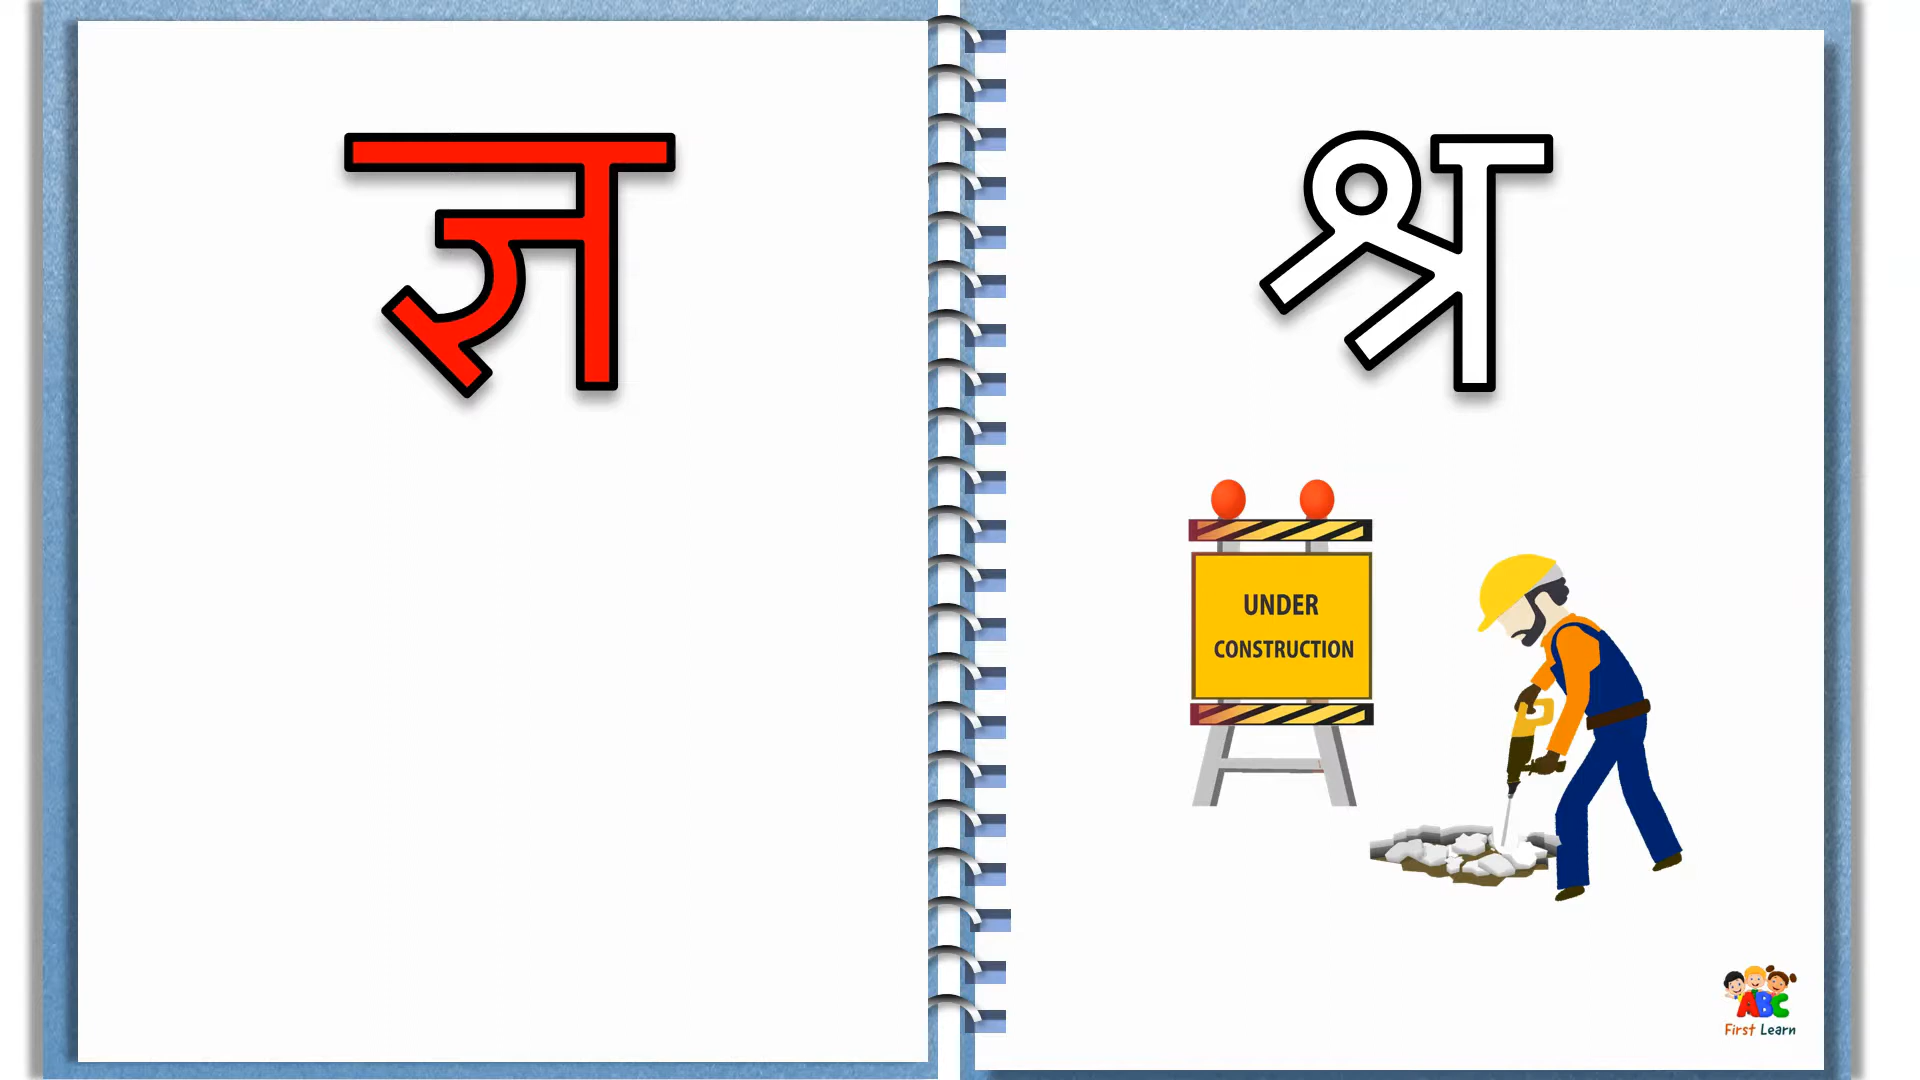 ज्ञ
श्र
UNDER
CONSTRUCTION
ABC
First Learn